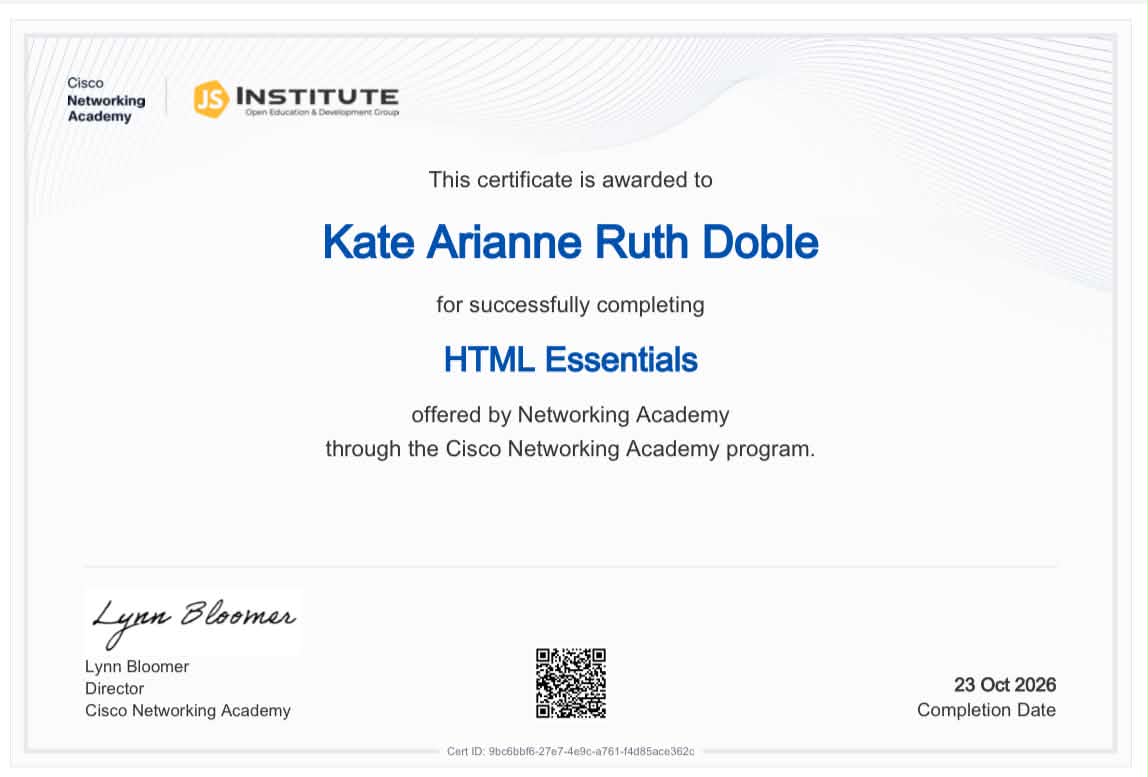 Cisco
Networking
Academy
JS INSTITUTE
Open Education & Development Group
This certificate is awarded to
Kate Arianne Ruth Doble
for successfully completing
HTML Essentials
offered by Networking Academy
through the Cisco Networking Academy program.
Lynn Bloomer
Lynn Bloomer
Director
Cisco Networking Academy
23 Oct 2026
Completion Date
Cert ID: 9bc6bbf6-27e7-4e9c-a761-f4d85ace362c